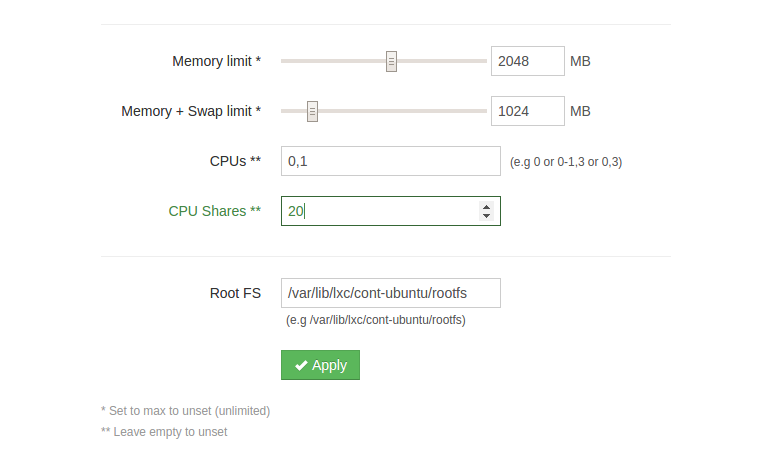 Memory limit * 2048 MB
Memory + Swap limit * 1024 MB
CPUs ** 0,1 (e.g 0 or 0-1,3 or 0,3)
CPU Shares ** 20
Root FS /var/lib/lxc/cont-ubuntu/rootfs
(e.g /var/lib/lxc/cont-ubuntu/rootfs)
Apply
* Set to max to unset (unlimited)
** Leave empty to unset